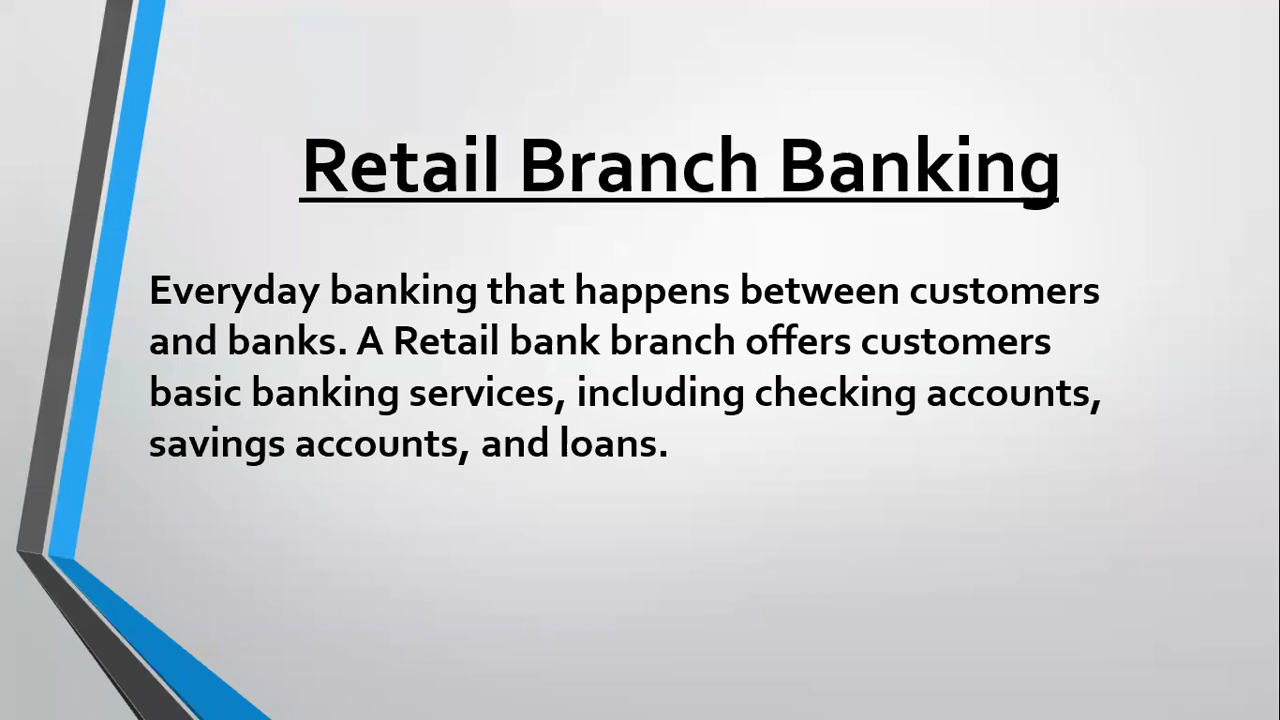 Retail Branch Banking
Everyday banking that happens between customers
and banks. A Retail bank branch offers customers
basic banking services, including checking accounts,
savings accounts, and loans.